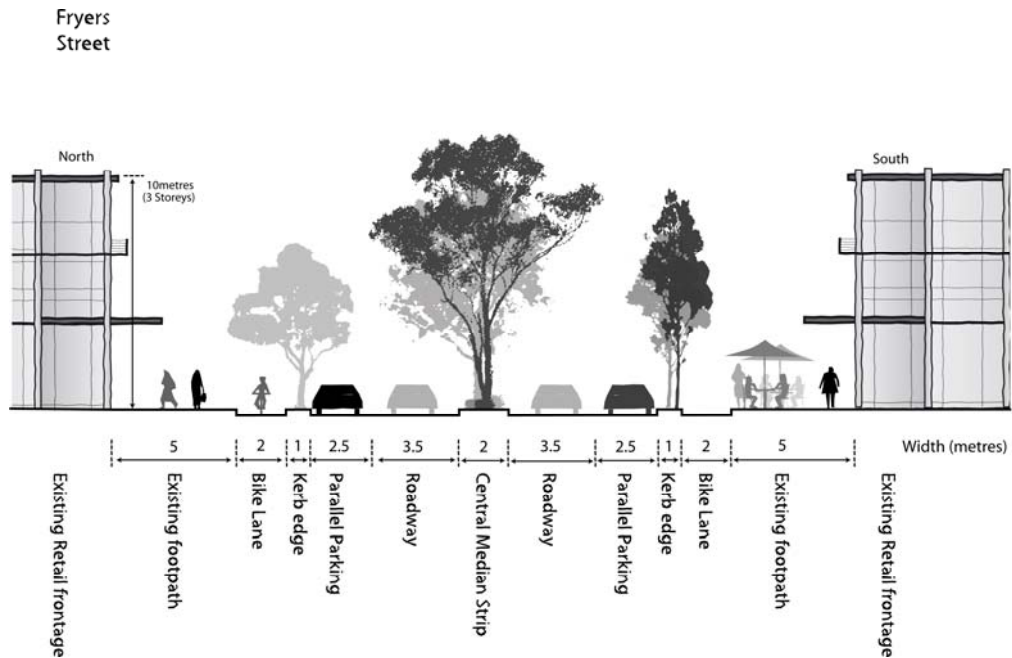 Fryers
Street
North
South
10metres
(3 Storeys)
5
2
1
2.5
3.5
2
3.5
2.5
1
2
5
Width (metres)
Existing Retail frontage
Existing footpath
Bike Lane
Kerb edge
Parallel Parking
Roadway
Central Median Strip
Roadway
Parallel Parking
Kerb edge
Bike Lane
Existing footpath
Existing Retail frontage